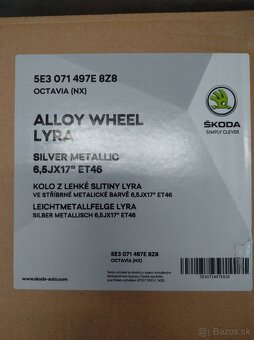 5E3 071 497E 8Z8
OCTAVIA (NX)
ALLOY WHEEL
LYRA
SILVER METALLIC
6,5JX17" ET46
KOLO Z LEHKÉ SLITINY LYRA
VE STŘÍBRNÉ METALICKÉ BARVĚ 6,5JX17" ET46
LEICHTMETALLFELGE LYRA
SILBER METALLISCH 6,5JX17" ET46
ŠKODA
SIMPLY CLEVER
5E3 071 497E 8Z8
OCTAVIA (NX)
www.skoda-auto.com
5E3071497E8Z8
bazos.sk